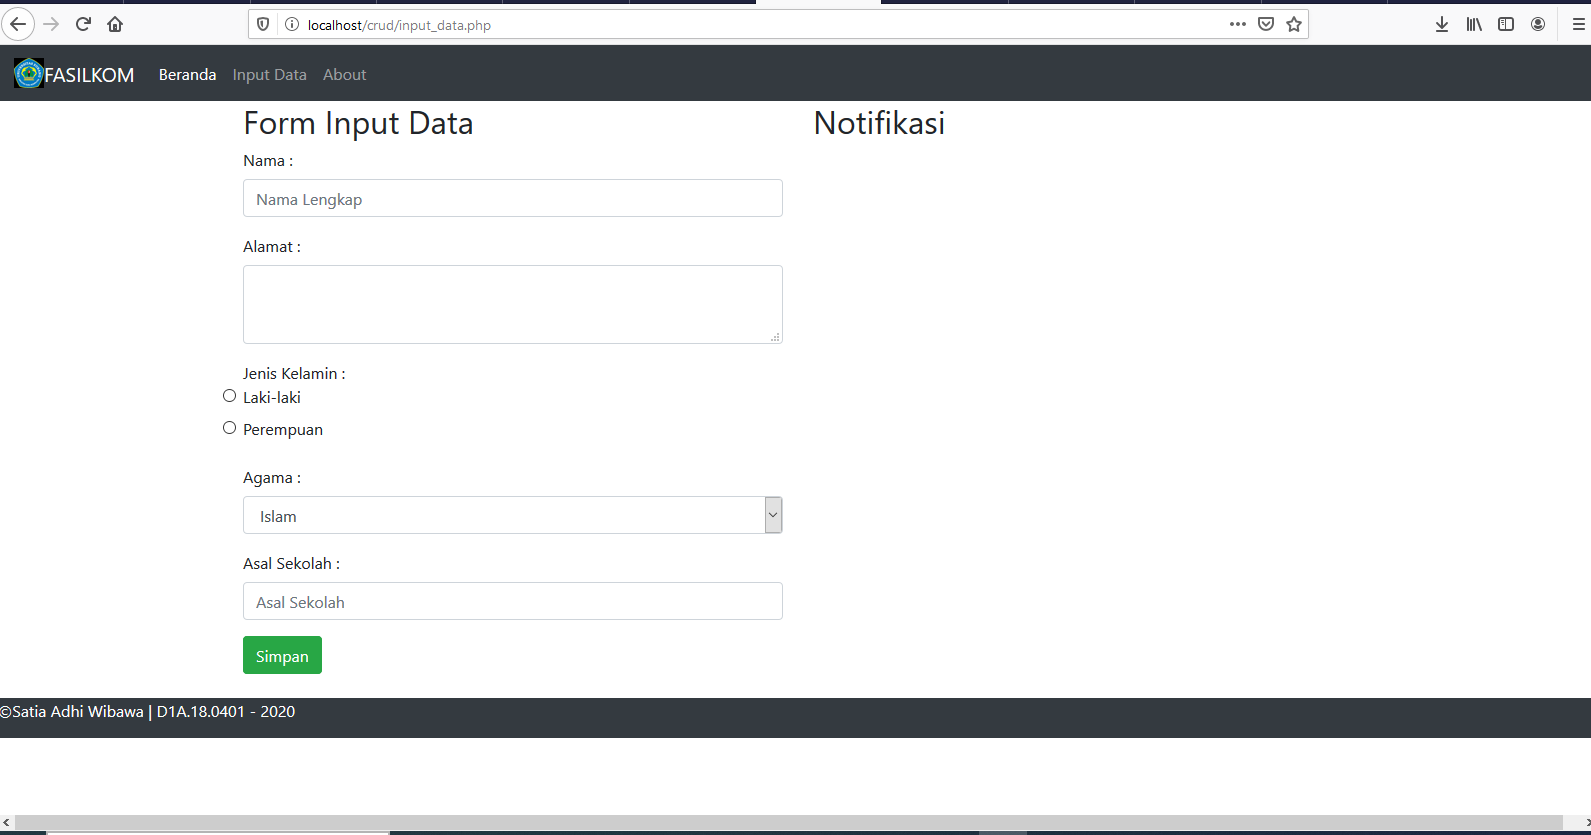 localhost/crud/input_data.php
FASILKOM Beranda Input Data About
Form Input Data
Notifikasi
Nama :
Nama Lengkap
Alamat :
Jenis Kelamin :
Laki-laki
Perempuan
Agama :
Islam
Asal Sekolah :
Asal Sekolah
Simpan
©Satia Adhi Wibawa | D1A.18.0401 - 2020